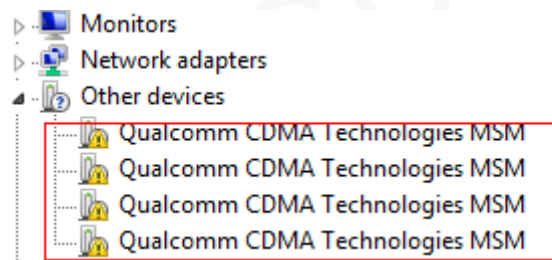 Monitors
Network adapters
Other devices
Qualcomm CDMA Technologies MSM
Qualcomm CDMA Technologies MSM
Qualcomm CDMA Technologies MSM
Qualcomm CDMA Technologies MSM